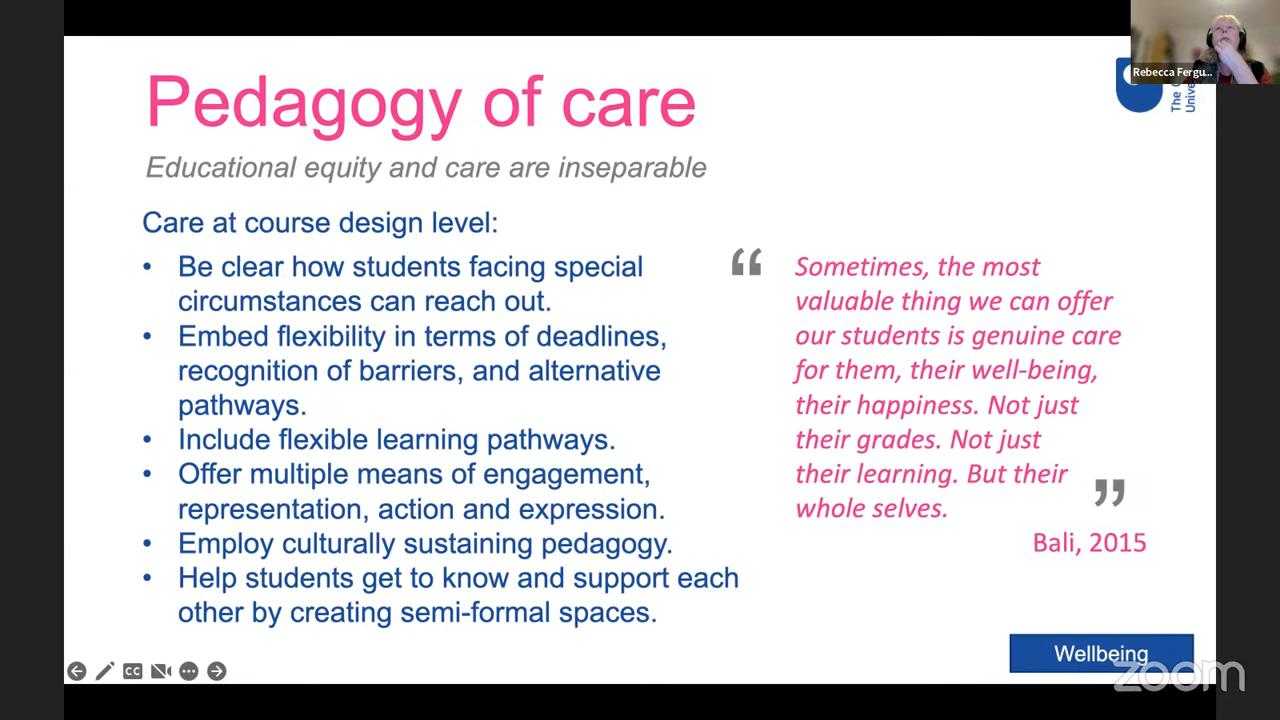 Rebecca Fergu...
The
Univer
Pedagogy of care
Educational equity and care are inseparable
Care at course design level:
• Be clear how students facing special
circumstances can reach out.
• Embed flexibility in terms of deadlines,
recognition of barriers, and alternative
pathways.
• Include flexible learning pathways.
• Offer multiple means of engagement,
representation, action and expression.
• Employ culturally sustaining pedagogy.
• Help students get to know and support each
other by creating semi-formal spaces.
“ Sometimes, the most
valuable thing we can offer
our students is genuine care
for them, their well-being,
their happiness. Not just
their grades. Not just
their learning. But their
whole selves. ”
Bali, 2015
Wellbeing
CC
zoom